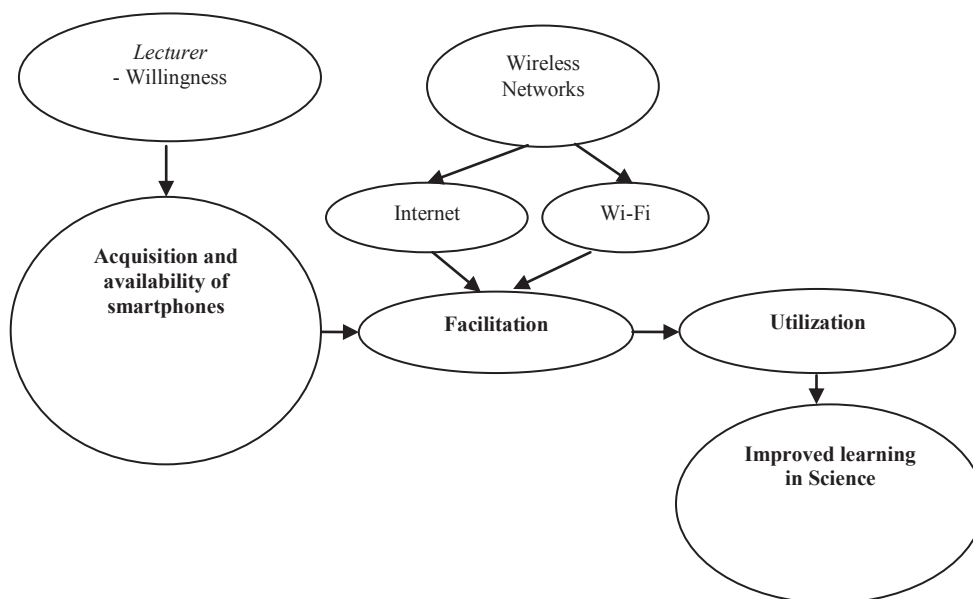 Lecturer
- Willingness
Wireless
Networks
Internet
Wi-Fi
Acquisition and
availability of
smartphones
Facilitation
Utilization
Improved learning
in Science